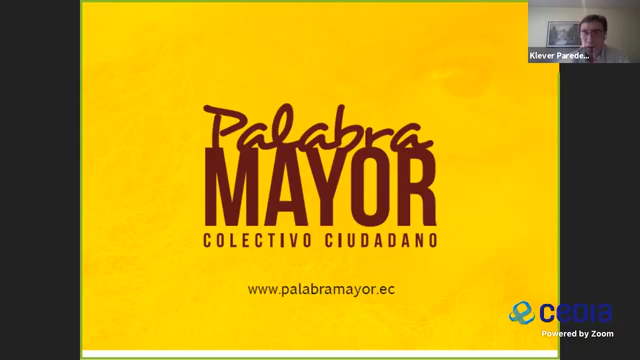 Klever Parede...
Palabra
MAYOR
COLECTIVO CIUDADANO
www.palabramayor.ec
cedia
Powered by Zoom